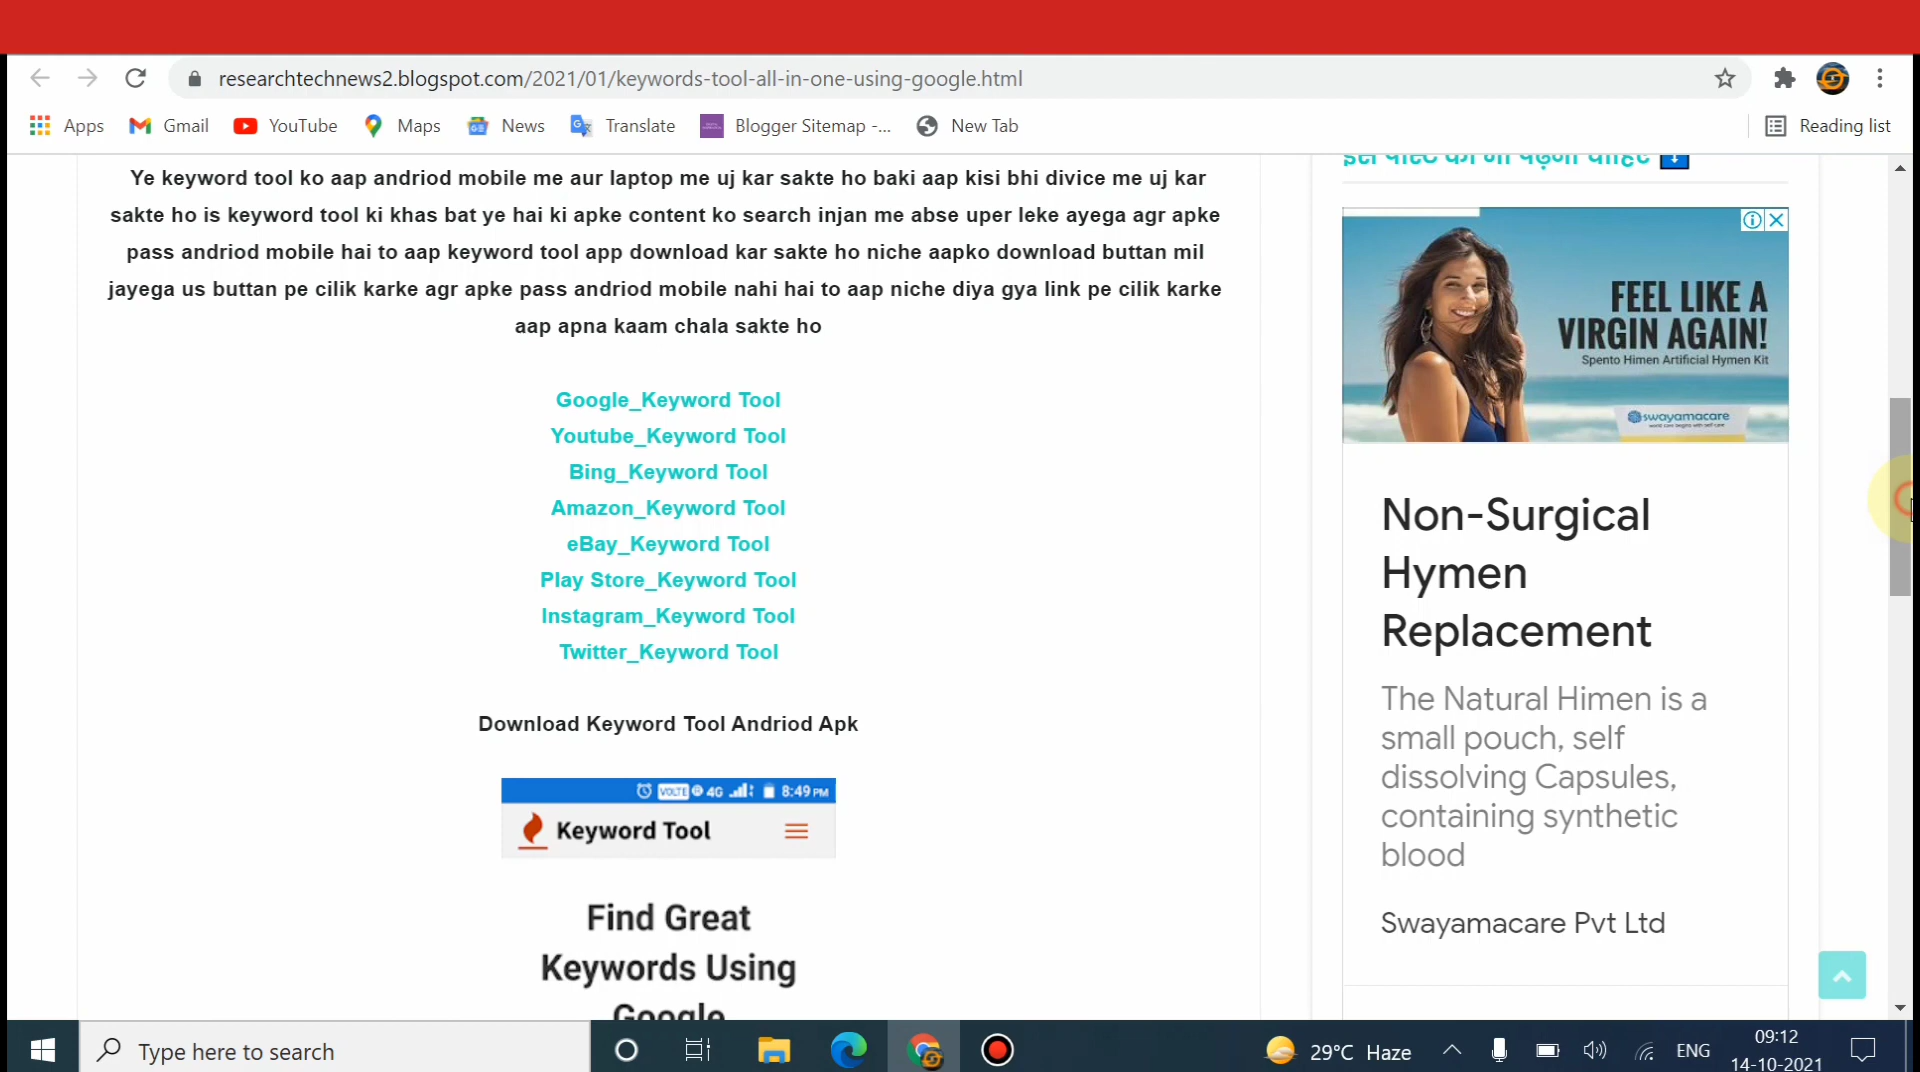 researchtechnews2.blogspot.com/2021/01/keywords-tool-all-in-one-using-google.html
Apps Gmail YouTube Maps News Translate Blogger Sitemap -... New Tab Reading list
Ye keyword tool ko aap andriod mobile me aur laptop me uj kar sakte ho baki aap kisi bhi divice me uj kar
sakte ho is keyword tool ki khas bat ye hai ki apke content ko search injan me abse uper leke ayega agr apke
pass andriod mobile hai to aap keyword tool app download kar sakte ho niche aapko download buttan mil
jayega us buttan pe cilik karke agr apke pass andriod mobile nahi hai to aap niche diya gya link pe cilik karke
aap apna kaam chala sakte ho
Google_Keyword Tool
Youtube_Keyword Tool
Bing_Keyword Tool
Amazon_Keyword Tool
eBay_Keyword Tool
Play Store_Keyword Tool
Instagram_Keyword Tool
Twitter_Keyword Tool
Download Keyword Tool Andriod Apk
VOLTE 4G 8:49 PM
Keyword Tool
Find Great
Keywords Using
Google
FEEL LIKE A
VIRGIN AGAIN!
Spento Himen Artificial Hymen Kit
swayamacare
Non-Surgical
Hymen
Replacement
The Natural Himen is a
small pouch, self
dissolving Capsules,
containing synthetic
blood
Swayamacare Pvt Ltd
Type here to search
29°C Haze
ENG
09:12
14-10-2021